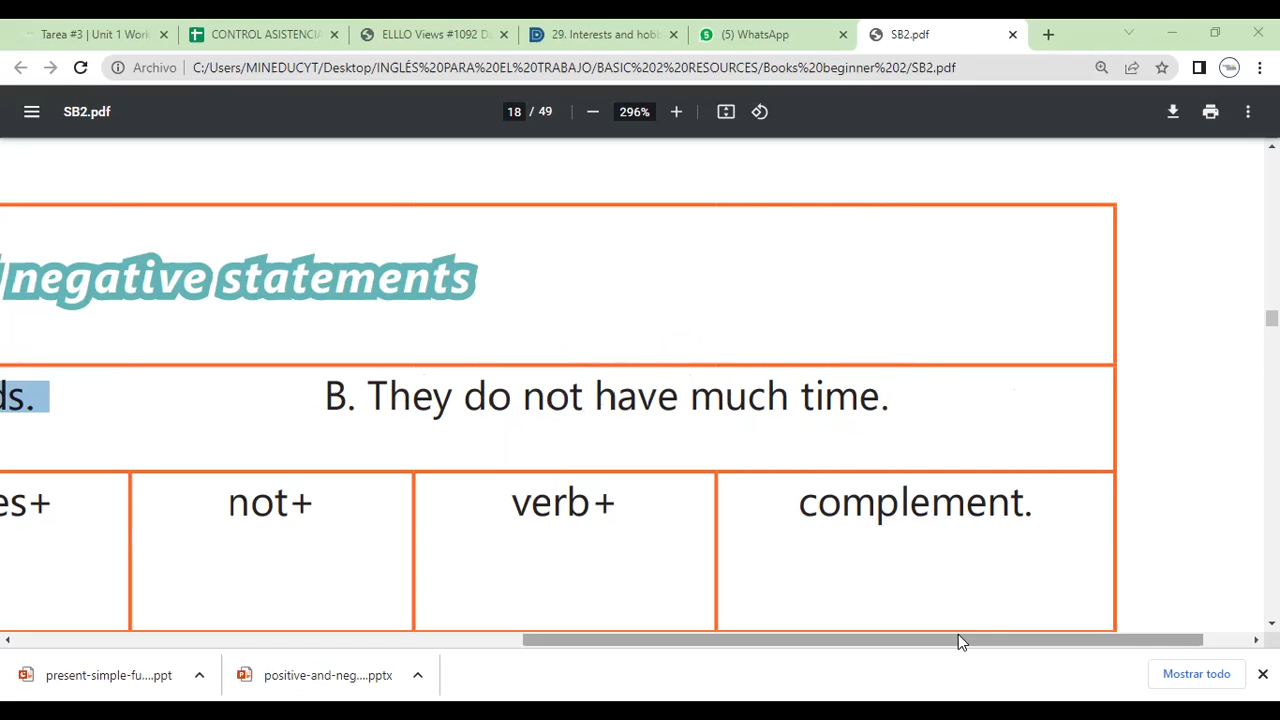 Tarea #3 | Unit 1 Work
CONTROL ASISTENCIA
ELLLO Views #1092 D
29. Interests and hobb
(5) WhatsApp
SB2.pdf
Archivo
C:/Users/MINEDUCYT/Desktop/INGLÉS%20PARA%20EL%20TRABAJO/BASIC%202%20RESOURCES/Books%20beginner%202/SB2.pdf
SB2.pdf
18 / 49
296%
negative statements
ds.
B. They do not have much time.
es+
not+
verb+
complement.
present-simple-fu....ppt
positive-and-neg....pptx
Mostrar todo